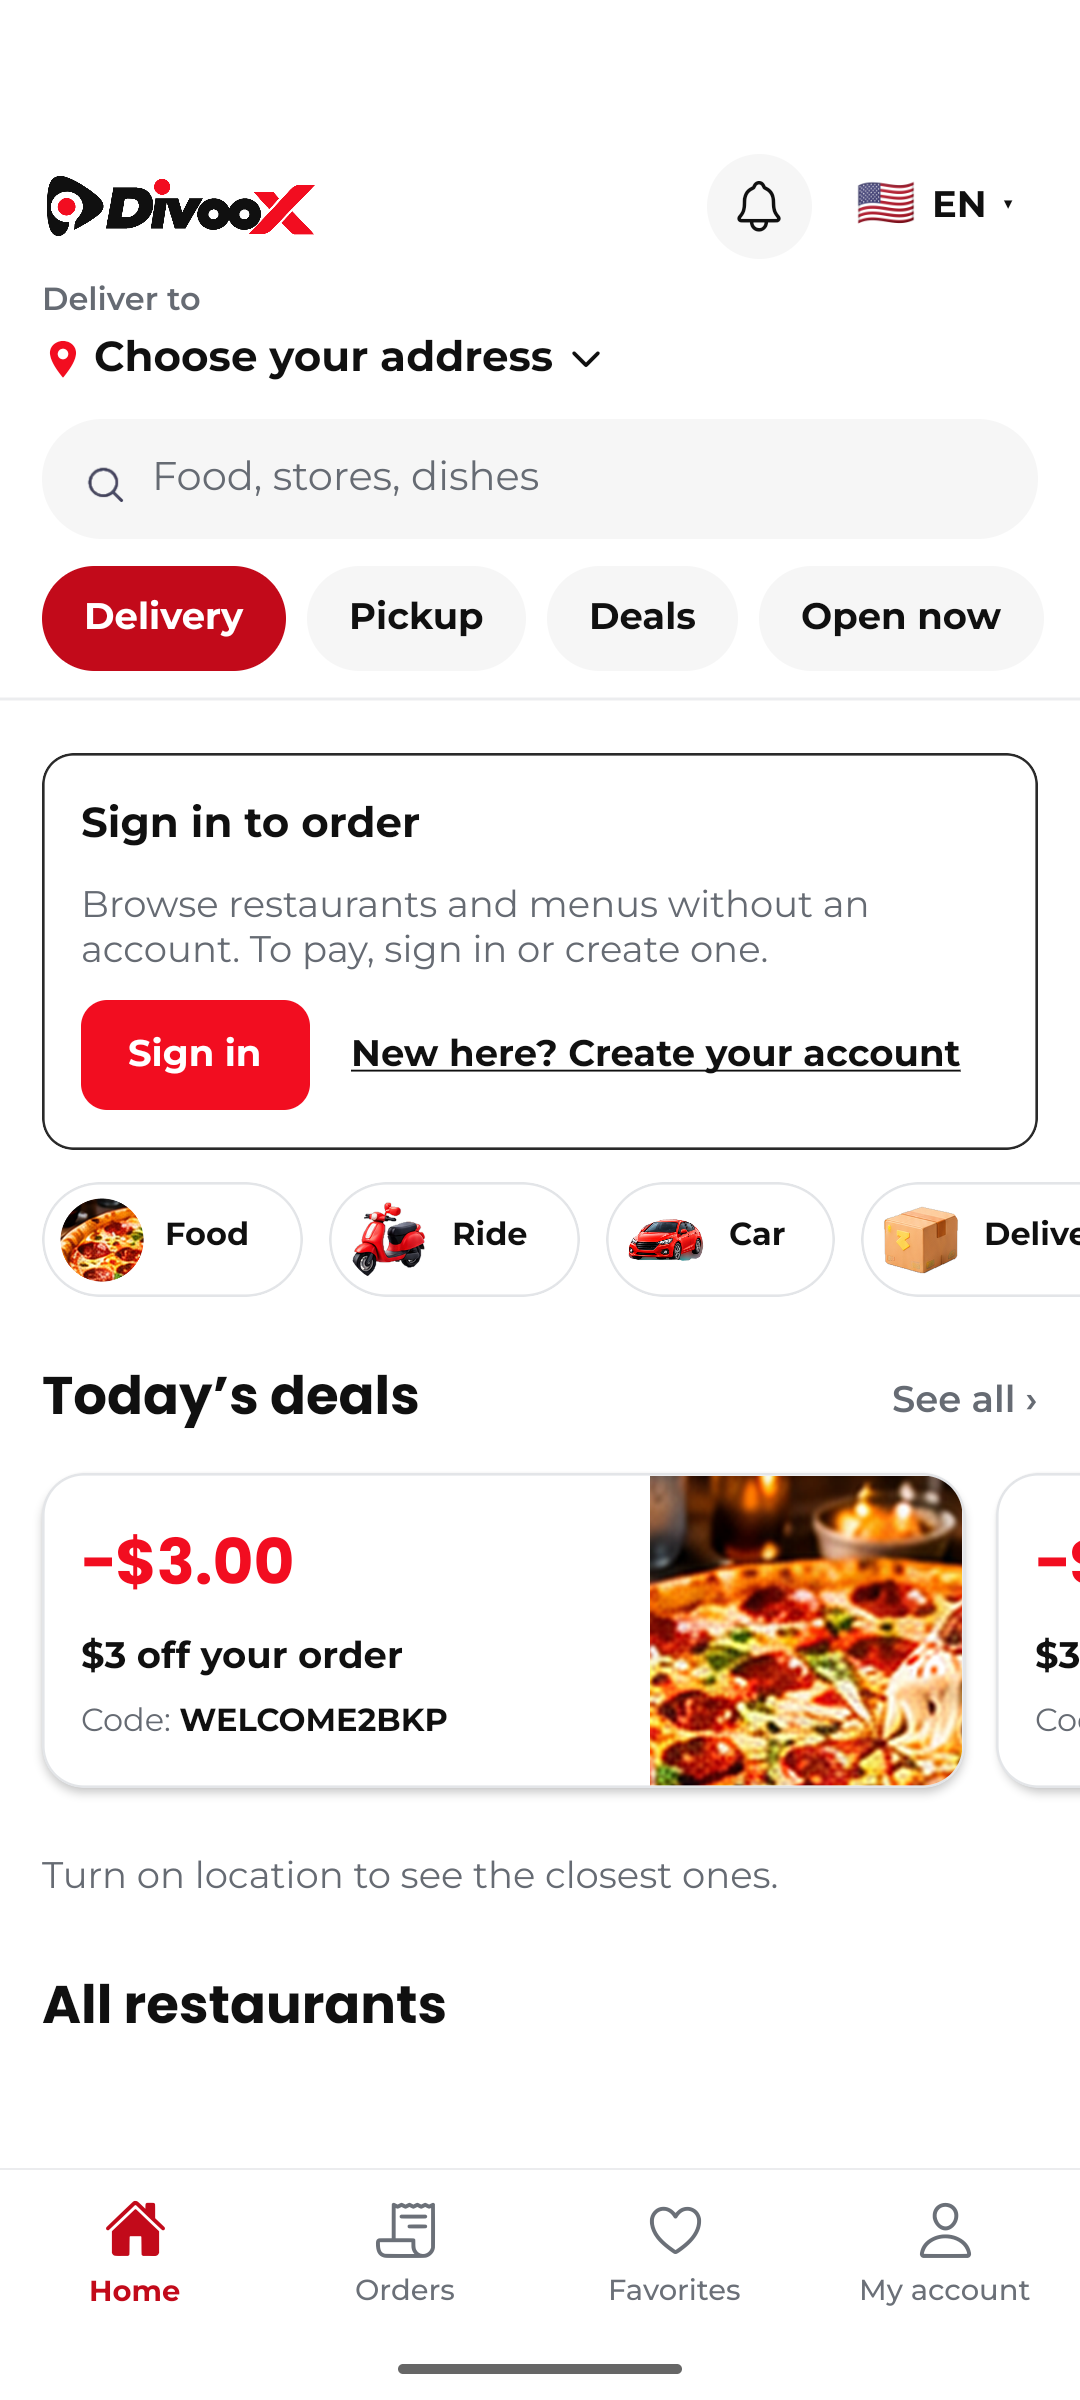 DivooX
EN
Deliver to
Choose your address
Food, stores, dishes
Delivery
Pickup
Deals
Open now
Sign in to order
Browse restaurants and menus without an
account. To pay, sign in or create one.
Sign in
New here? Create your account
Food
Ride
Car
Delive
Today’s deals
See all ›
−$3.00
$3 off your order
Code: WELCOME2BKP
−$
$3
Co
Turn on location to see the closest ones.
All restaurants
Home
Orders
Favorites
My account